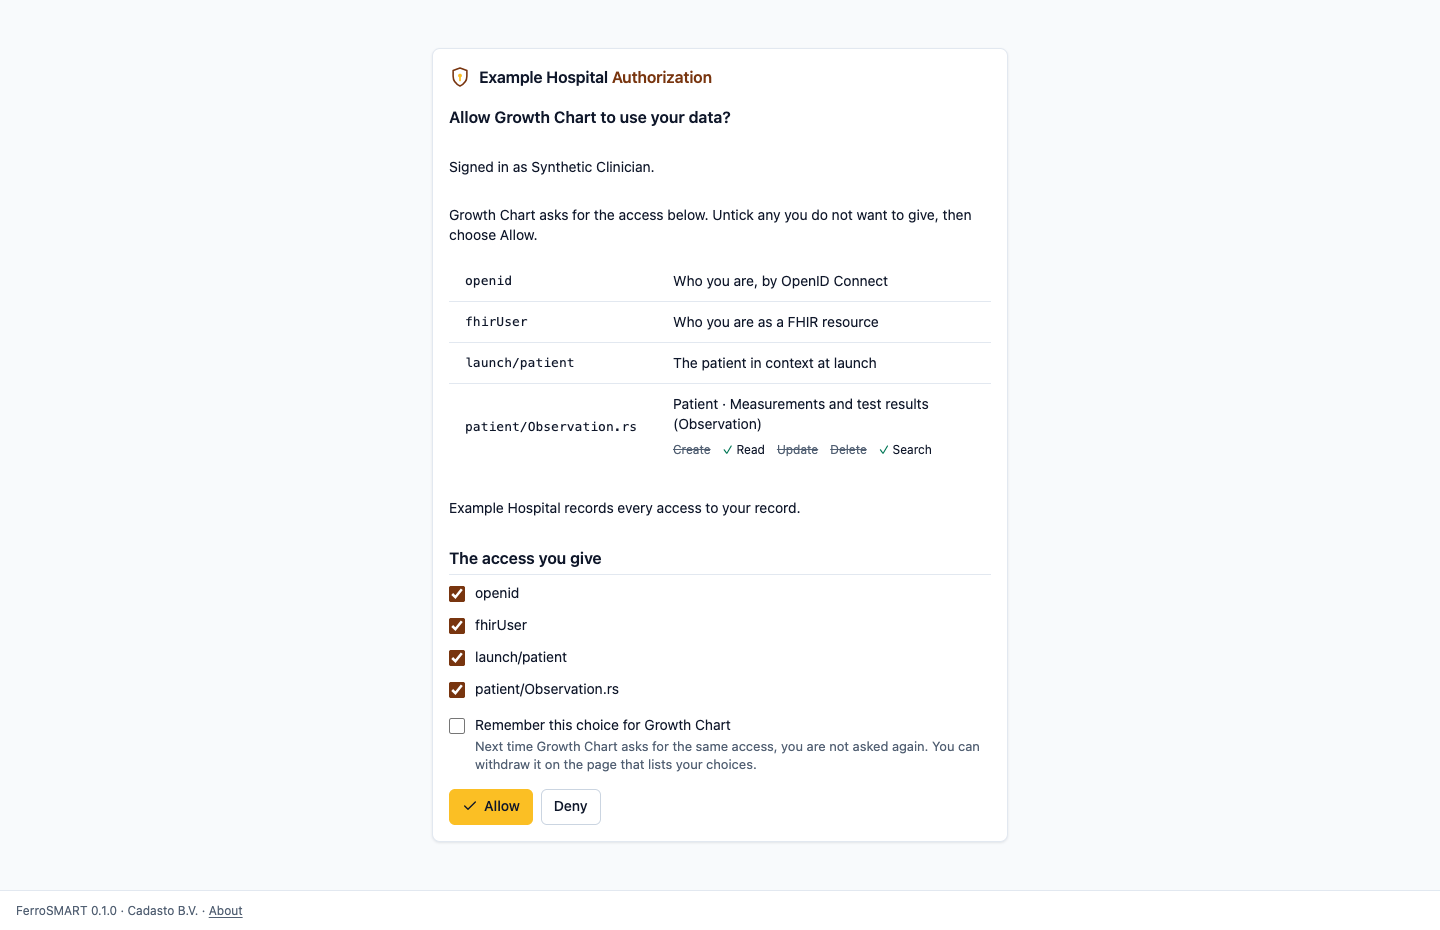 Example Hospital Authorization
Allow Growth Chart to use your data?
Signed in as Synthetic Clinician.
Growth Chart asks for the access below. Untick any you do not want to give, then
choose Allow.
openid Who you are, by OpenID Connect
fhirUser Who you are as a FHIR resource
launch/patient The patient in context at launch
patient/Observation.rs Patient · Measurements and test results
(Observation)
Create ✓ Read Update Delete ✓ Search
Example Hospital records every access to your record.
The access you give
openid
fhirUser
launch/patient
patient/Observation.rs
Remember this choice for Growth Chart
Next time Growth Chart asks for the same access, you are not asked again. You can
withdraw it on the page that lists your choices.
✓ Allow Deny
FerroSMART 0.1.0 · Cadasto B.V. · About